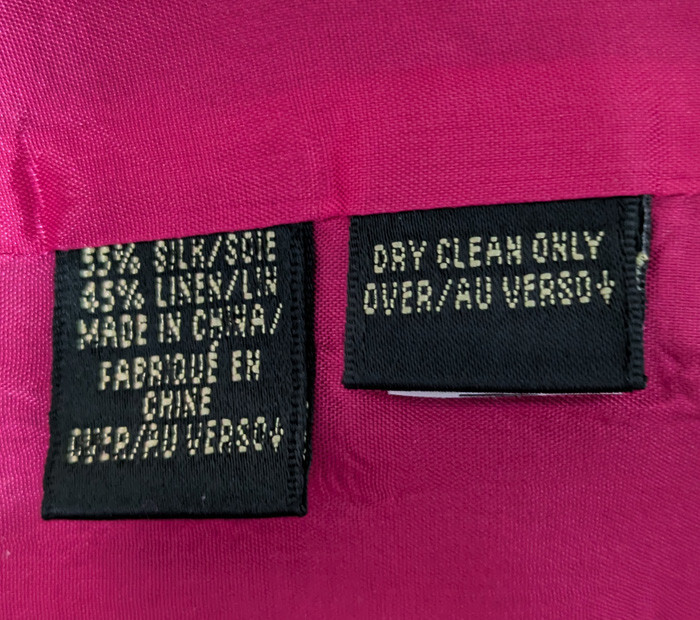 55% SILK/SOIE
45% LINEN/LIN
MADE IN CHINA/
FABRIQUÉ EN
CHINE
OVER/AU VERSO↓
DRY CLEAN ONLY
OVER/AU VERSO↓